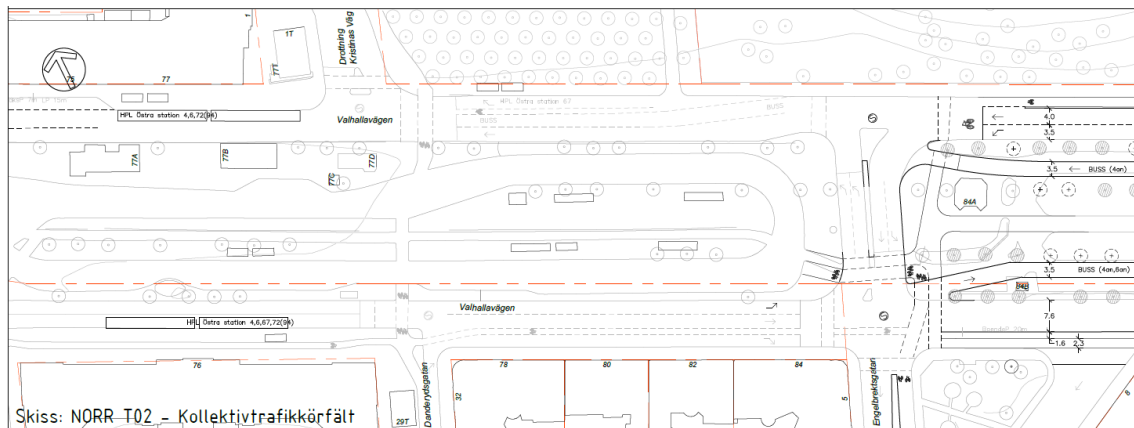 1
1T
77T
Drottning
Kristinas Väg
76
77
HPL Östra station 4,6,72(94)
Valhallavägen
HPL Östra station 67
BUSS
BUSS
4.0
3.5
77A
77B
77C
77D
3.5
BUSS (4an)
84A
BUSS (4an,6an)
3.5
84B
Valhallavägen
7.6
HPL Östra station 4,6,67,72(94)
1.6
2.3
76
78
80
82
84
32
5
8
29T
Danderydsgatan
Engelbrektsgatan
Skiss: NORR T02 - Kollektivtrafikkörfält